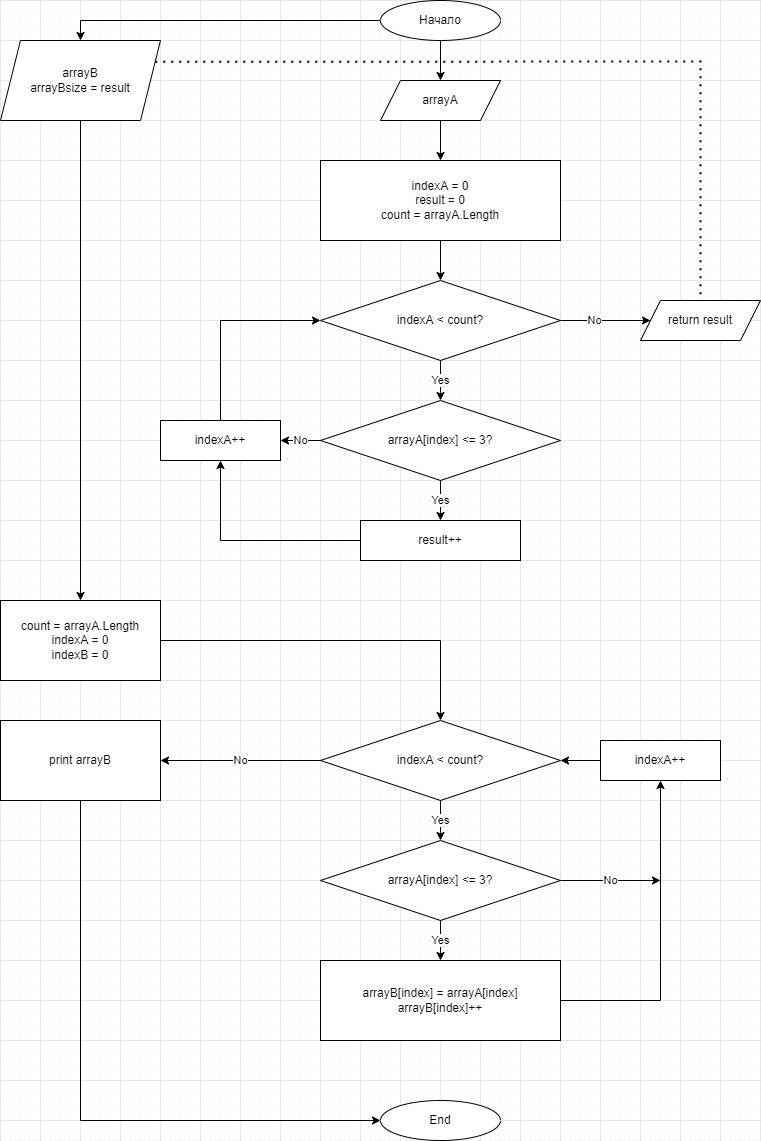 Начало
arrayB
arrayBsize = result
arrayA
indexA = 0
result = 0
count = arrayA.Length
indexA < count?
No
return result
Yes
indexA++
No
arrayA[index] <= 3?
Yes
result++
count = arrayA.Length
indexA = 0
indexB = 0
print arrayB
No
indexA < count?
indexA++
Yes
arrayA[index] <= 3?
No
Yes
arrayB[index] = arrayA[index]
arrayB[index]++
End